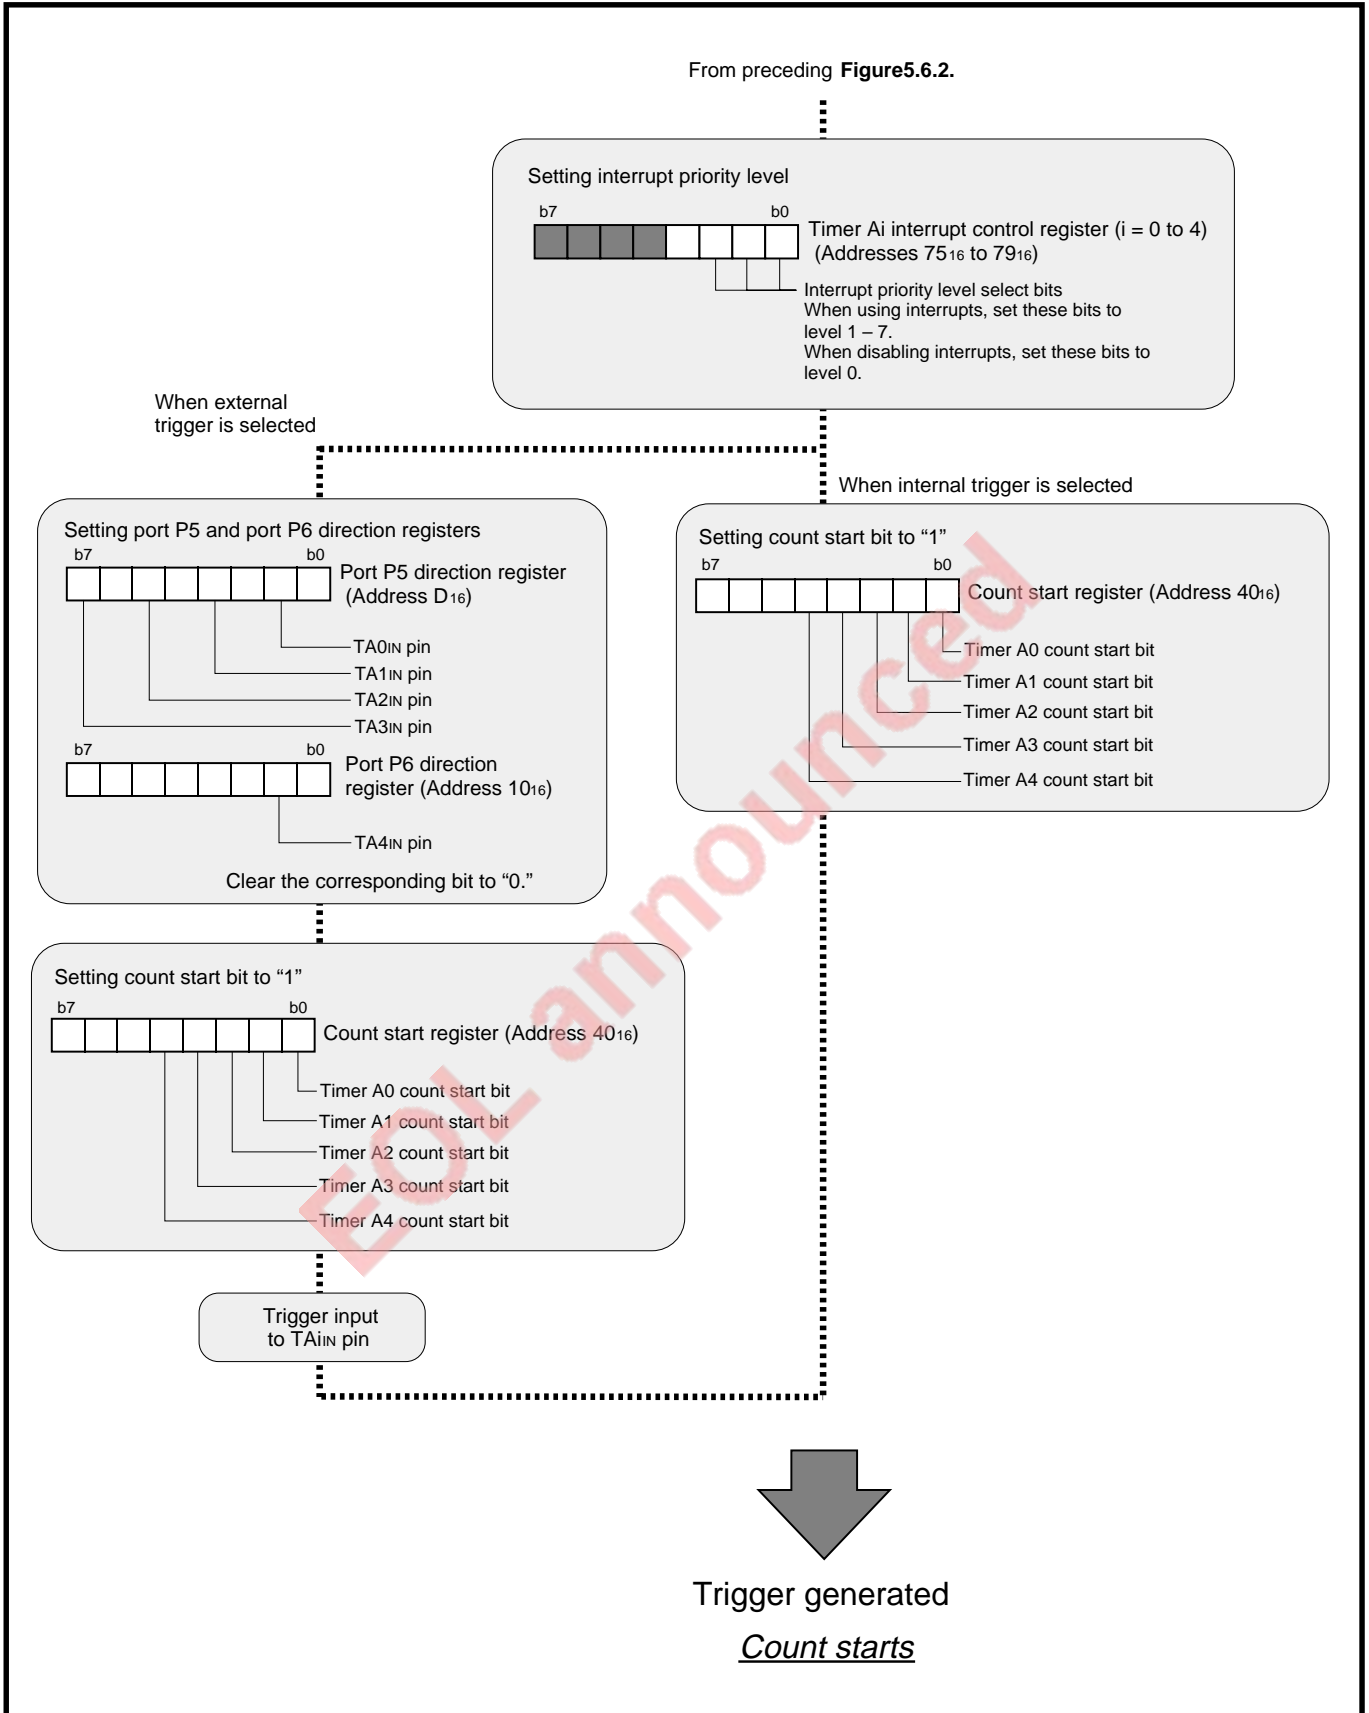 From preceding Figure5.6.2.
Setting interrupt priority level
b7 b0
Timer Ai interrupt control register (i = 0 to 4)
(Addresses 7516 to 7916)
Interrupt priority level select bits
When using interrupts, set these bits to
level 1 – 7.
When disabling interrupts, set these bits to
level 0.
When external
trigger is selected
When internal trigger is selected
Setting port P5 and port P6 direction registers
b7 b0
Port P5 direction register
(Address D16)
TA0IN pin
TA1IN pin
TA2IN pin
TA3IN pin
b7 b0
Port P6 direction
register (Address 1016)
TA4IN pin
Clear the corresponding bit to “0.”
Setting count start bit to “1”
b7 b0
Count start register (Address 4016)
Timer A0 count start bit
Timer A1 count start bit
Timer A2 count start bit
Timer A3 count start bit
Timer A4 count start bit
Setting count start bit to “1”
b7 b0
Count start register (Address 4016)
Timer A0 count start bit
Timer A1 count start bit
Timer A2 count start bit
Timer A3 count start bit
Timer A4 count start bit
Trigger input
to TAiIN pin
Trigger generated
Count starts
EOL announced